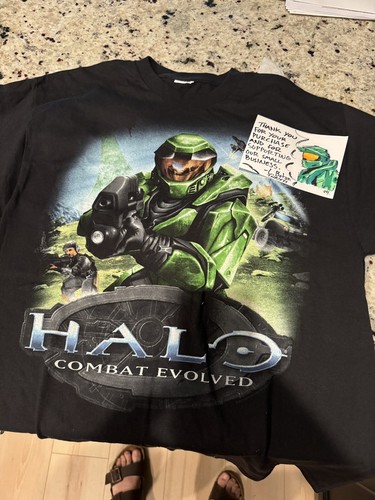 THANK YOU
FOR YOUR
PURCHASE
AND FOR
SUPPORTING
OUR SMALL
BUSINESS.
HALO
COMBAT EVOLVED